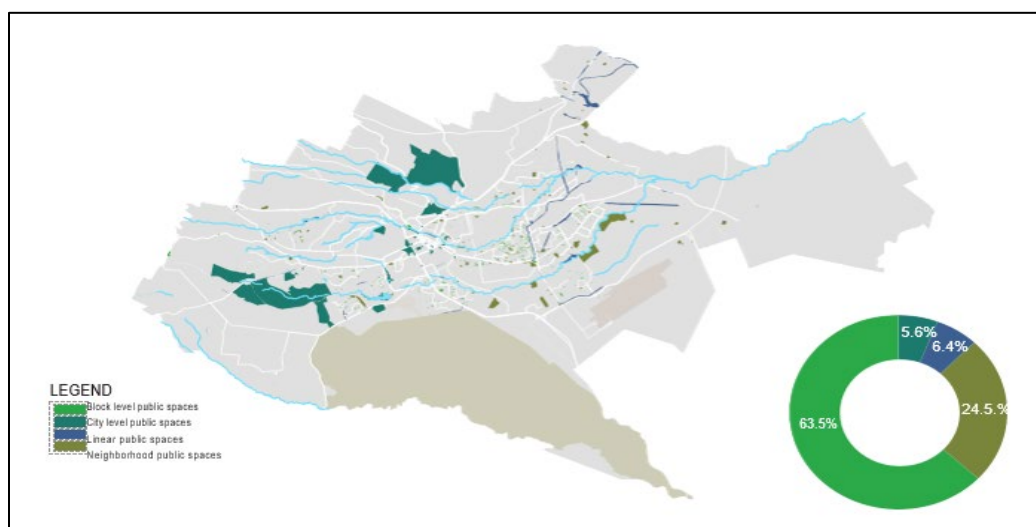 LEGEND
Block level public spaces
City level public spaces
Linear public spaces
Neighborhood public spaces
5.6%
6.4%
24.5.%
63.5%